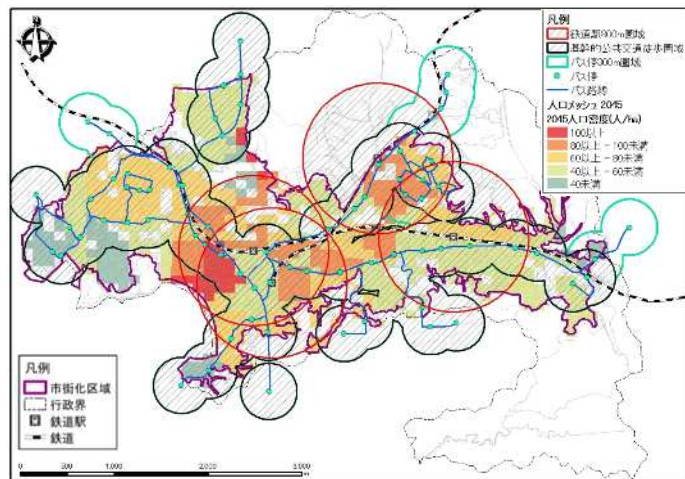 凡例
鉄道駅800m圏域
基幹的公共交通徒歩圏域
バス停300m圏域
バス停
バス路線
人口メッシュ 2045
2045人口密度(人/ha)
100以上
80以上 - 100未満
60以上 - 80未満
40以上 - 60未満
40未満
凡例
市街化区域
行政界
鉄道駅
鉄道
0 500 1,000 2,000 3,000
m